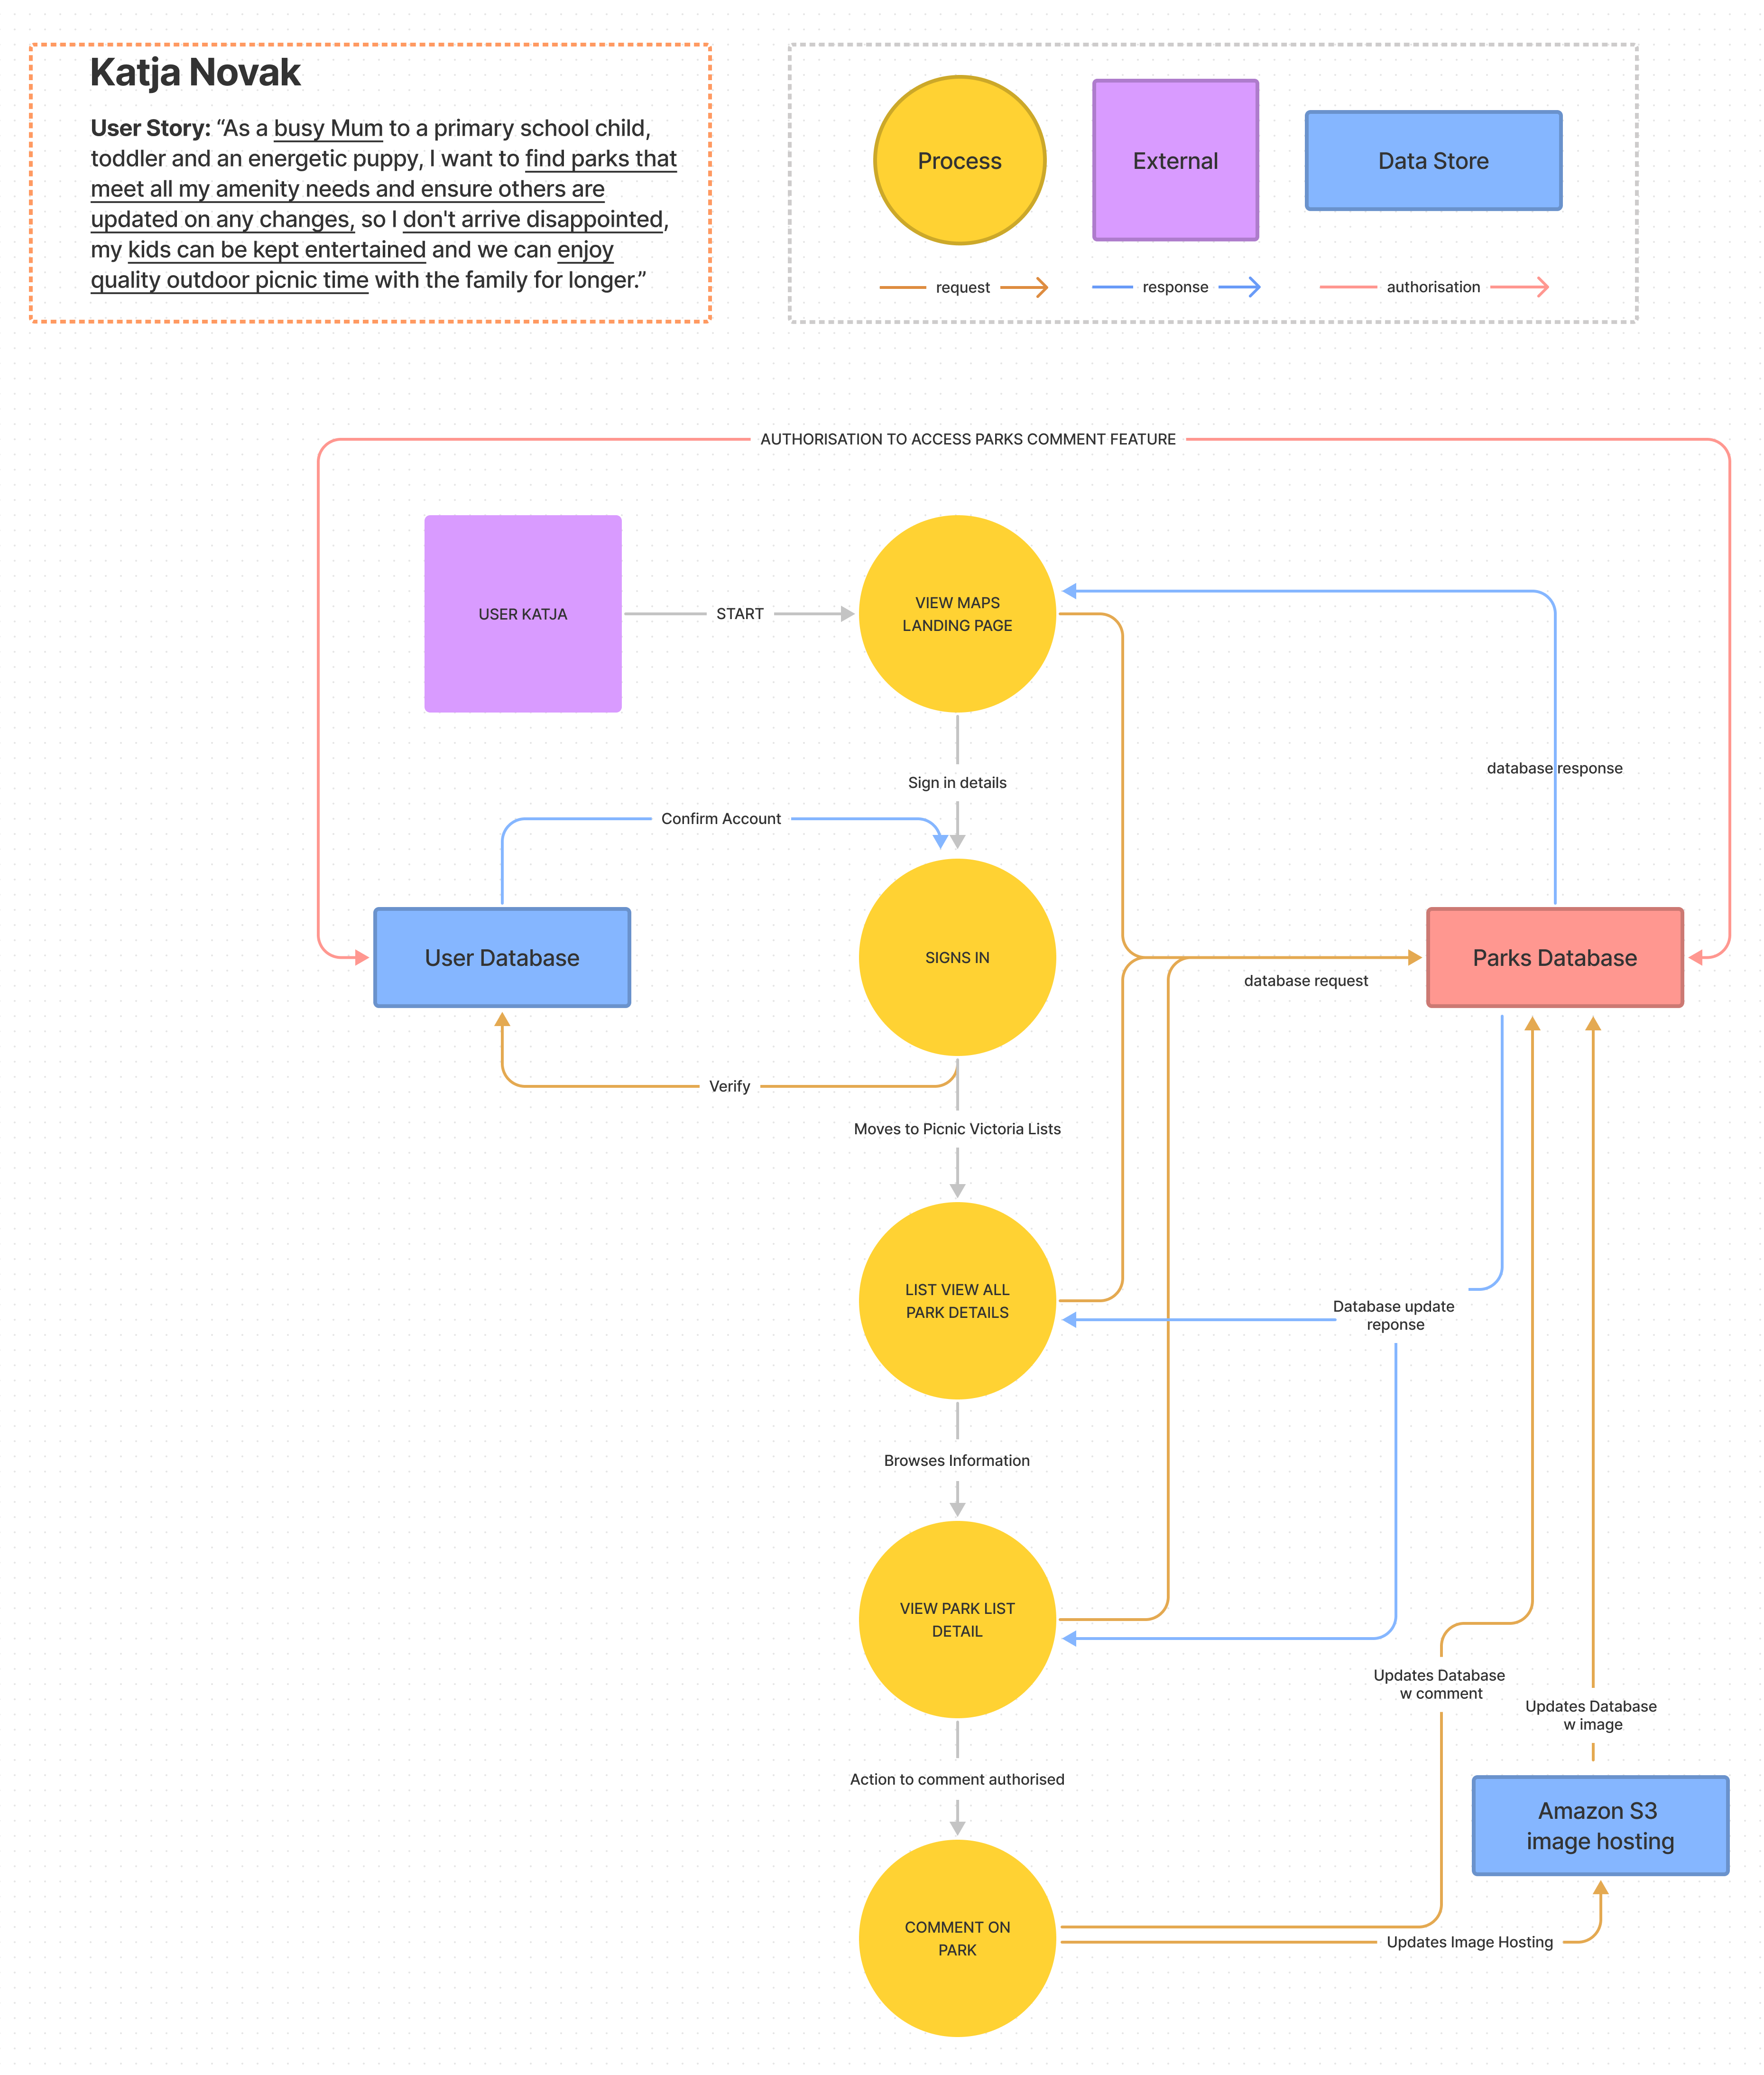 Katja Novak
User Story: “As a busy Mum to a primary school child,
toddler and an energetic puppy, I want to find parks that
meet all my amenity needs and ensure others are
updated on any changes, so I don't arrive disappointed,
my kids can be kept entertained and we can enjoy
quality outdoor picnic time with the family for longer.”
Process
External
Data Store
request
response
authorisation
AUTHORISATION TO ACCESS PARKS COMMENT FEATURE
USER KATJA
START
VIEW MAPS
LANDING PAGE
database response
Sign in details
Confirm Account
User Database
SIGNS IN
Parks Database
database request
Verify
Moves to Picnic Victoria Lists
LIST VIEW ALL
PARK DETAILS
Database update
reponse
Browses Information
VIEW PARK LIST
DETAIL
Updates Database
w comment
Updates Database
w image
Action to comment authorised
Amazon S3
image hosting
COMMENT ON
PARK
Updates Image Hosting